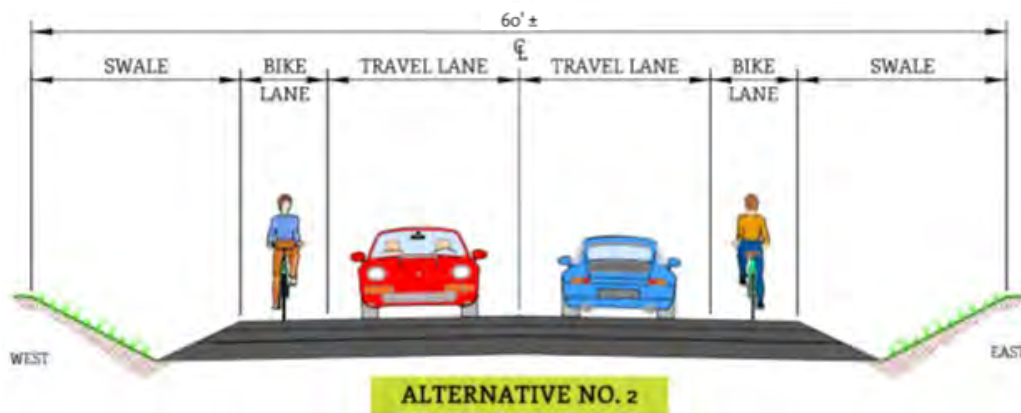 60' ±
℄
SWALE BIKE TRAVEL LANE TRAVEL LANE BIKE SWALE
LANE LANE
WEST EAST
ALTERNATIVE NO. 2